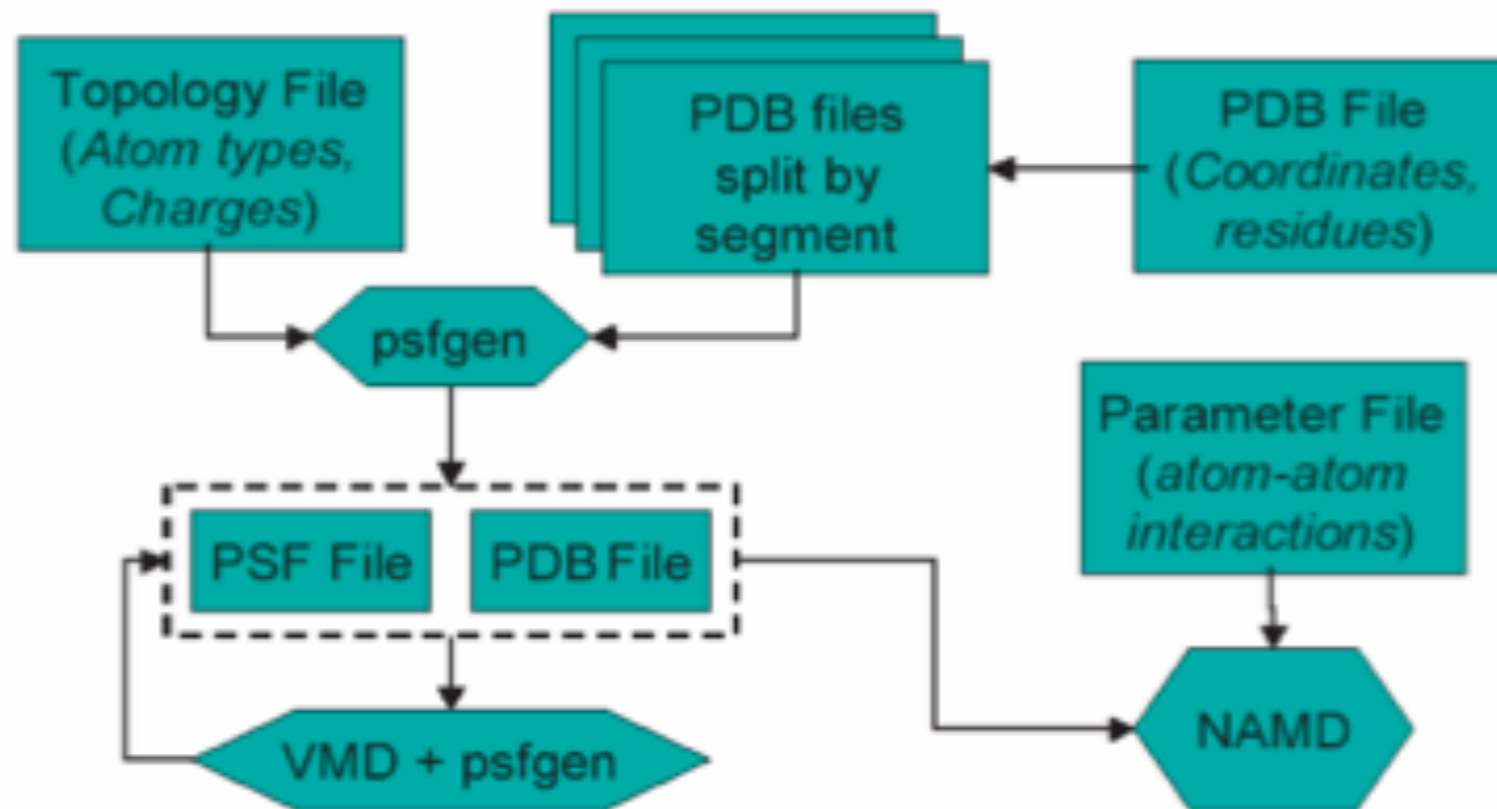 Topology File
(Atom types,
Charges)
PDB files
split by
segment
PDB File
(Coordinates,
residues)
psfgen
Parameter File
(atom-atom
interactions)
PSF File
PDB File
VMD + psfgen
NAMD